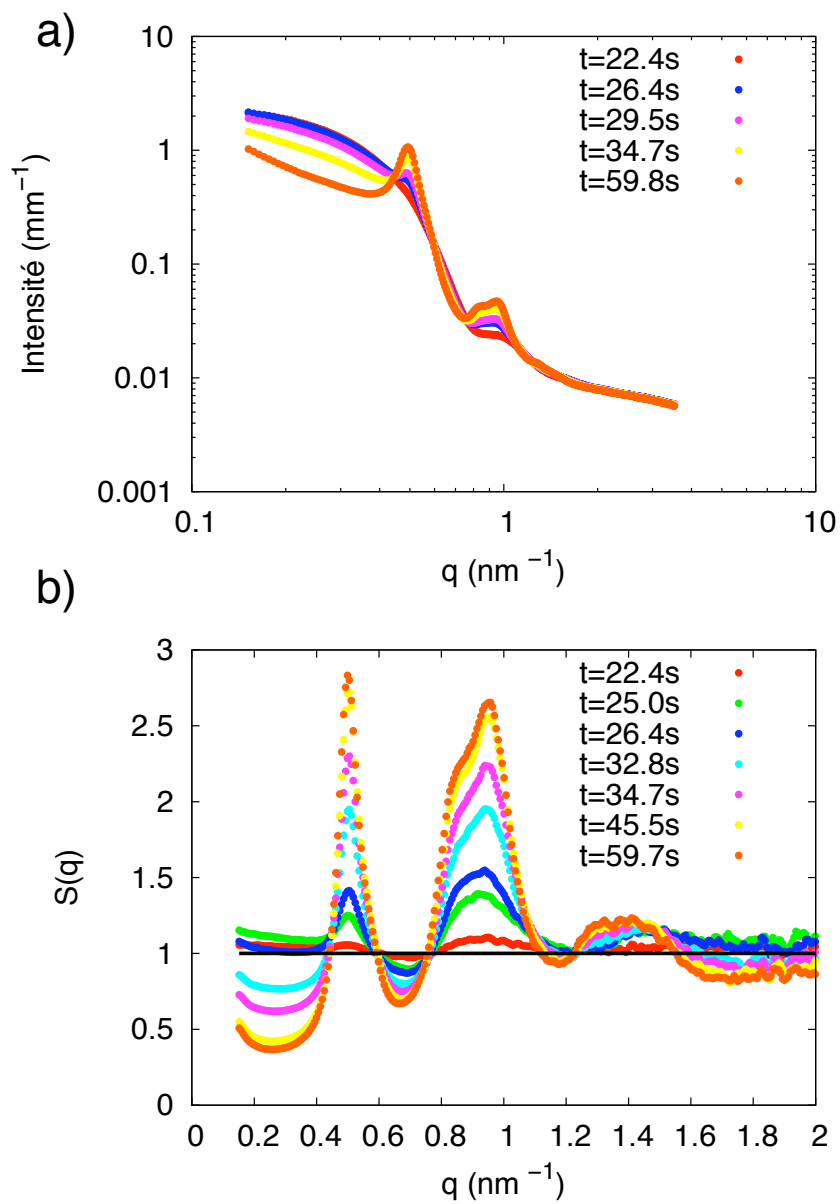 a)
10
1
0.1
0.01
0.001
0.1
1
10
Intensité (mm⁻¹)
q (nm ⁻¹)
t=22.4s
t=26.4s
t=29.5s
t=34.7s
t=59.8s
b)
3
2.5
2
1.5
1
0.5
0
0
0.2
0.4
0.6
0.8
1
1.2
1.4
1.6
1.8
2
S(q)
q (nm ⁻¹)
t=22.4s
t=25.0s
t=26.4s
t=32.8s
t=34.7s
t=45.5s
t=59.7s